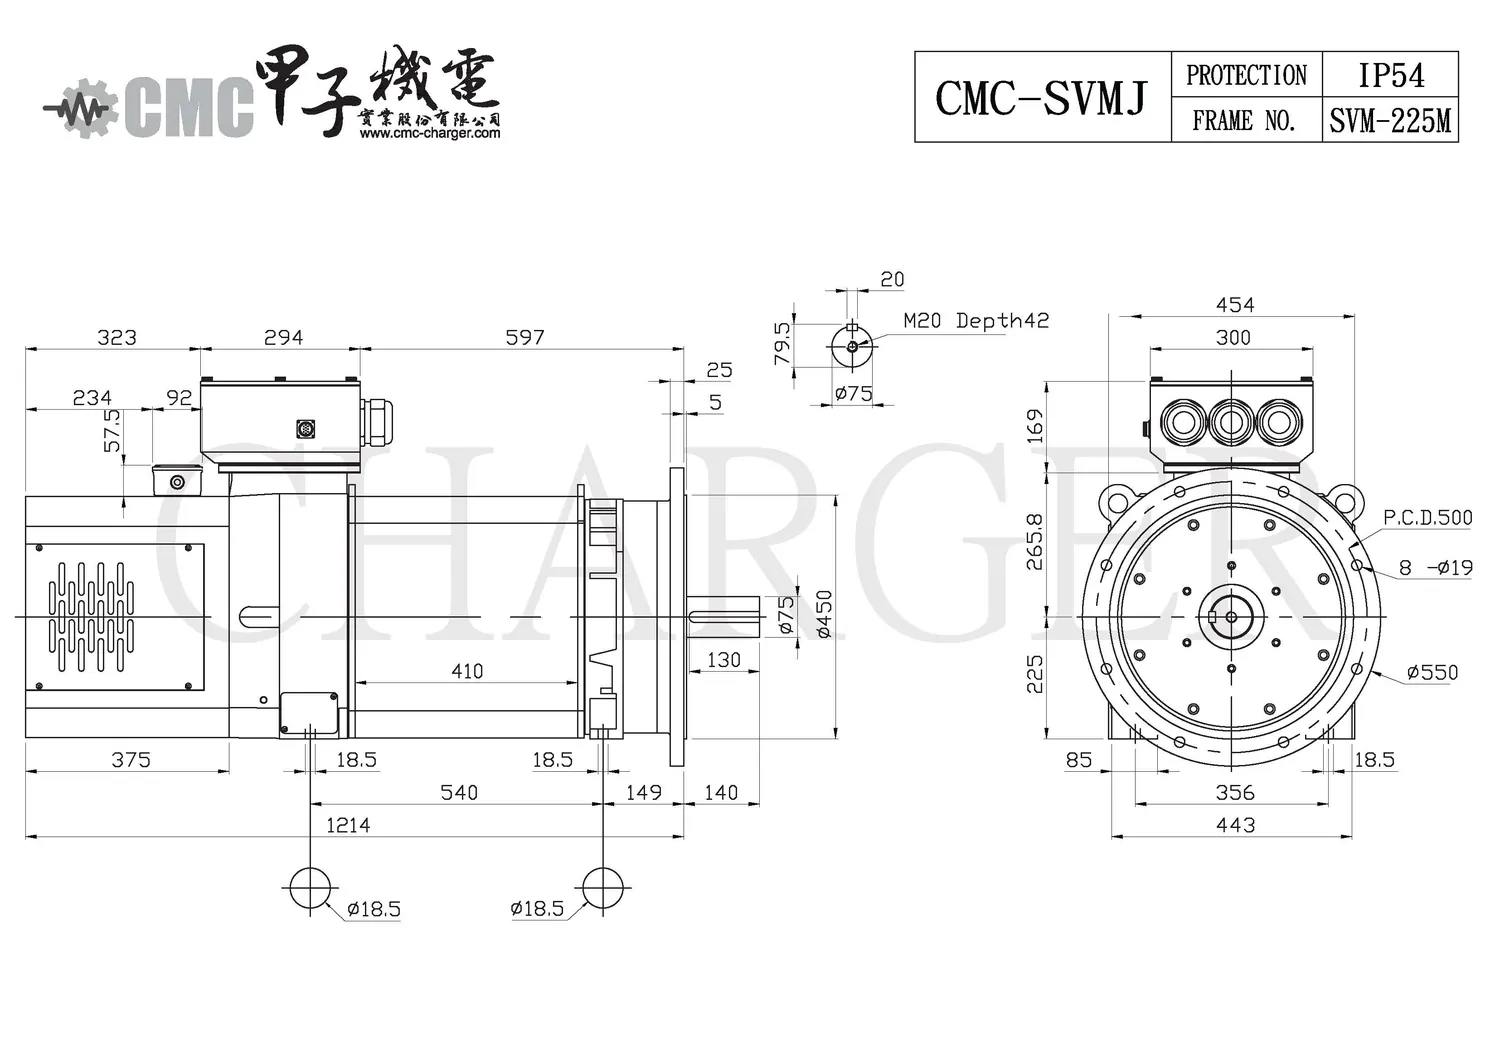 CMC 甲子機電
實業股份有限公司
www.cmc-charger.com
CMC-SVMJ
PROTECTION IP54
FRAME NO. SVM-225M
20
M20 Depth42
79.5
Ø75
323 294 597
25
5
234 92
57.5
410
130
Ø75
Ø450
375 18.5 18.5
540 149 140
1214
Ø18.5 Ø18.5
454
300
169
265.8
225
P.C.D.500
8 -Ø19
Ø550
85 18.5
356
443
CHARGER